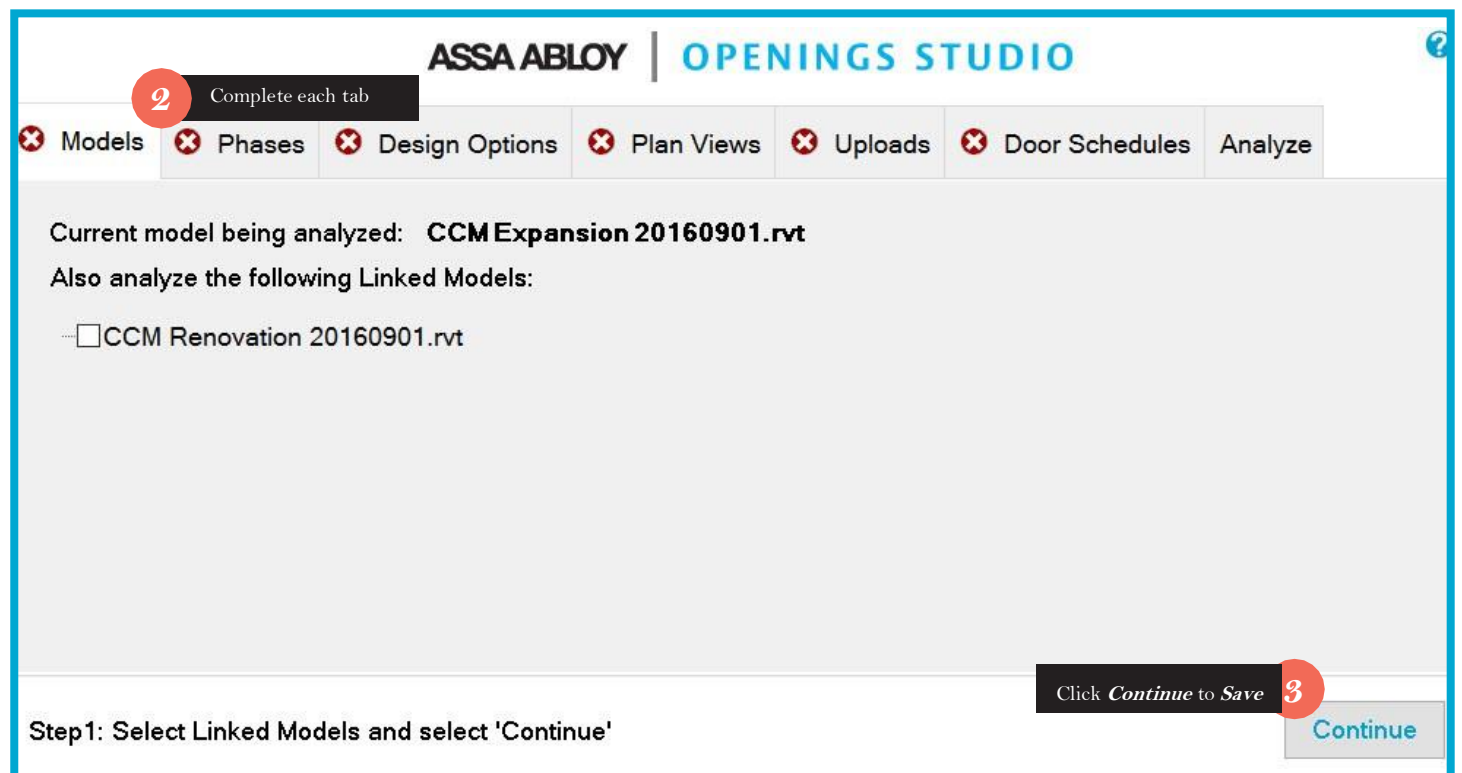 ASSA ABLOY | OPENINGS STUDIO
?
2 Complete each tab
Models Phases Design Options Plan Views Uploads Door Schedules Analyze
Current model being analyzed: CCM Expansion 20160901.rvt
Also analyze the following Linked Models:
CCM Renovation 20160901.rvt
Click Continue to Save 3
Step1: Select Linked Models and select 'Continue'
Continue